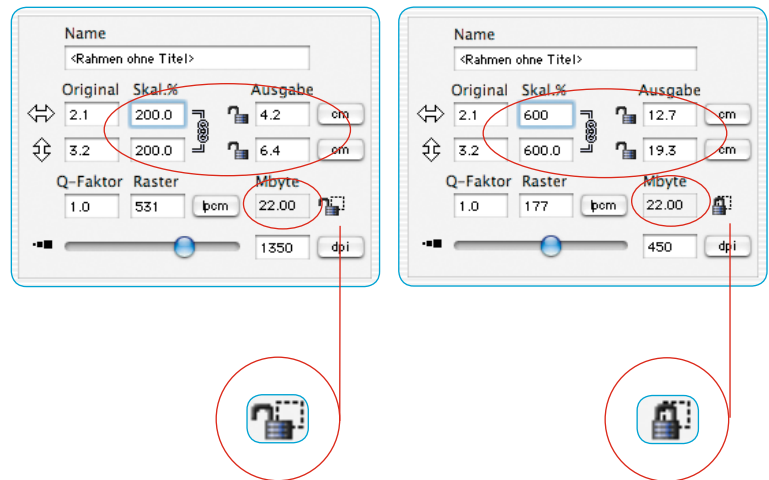 Name
<Rahmen ohne Titel>
Original Skal.% Ausgabe
2.1 200.0 4.2 cm
3.2 200.0 6.4 cm
Q-Faktor Raster Mbyte
1.0 531 lpcm 22.00
1350 dpi
Name
<Rahmen ohne Titel>
Original Skal.% Ausgabe
2.1 600 12.7 cm
3.2 600.0 19.3 cm
Q-Faktor Raster Mbyte
1.0 177 lpcm 22.00
450 dpi